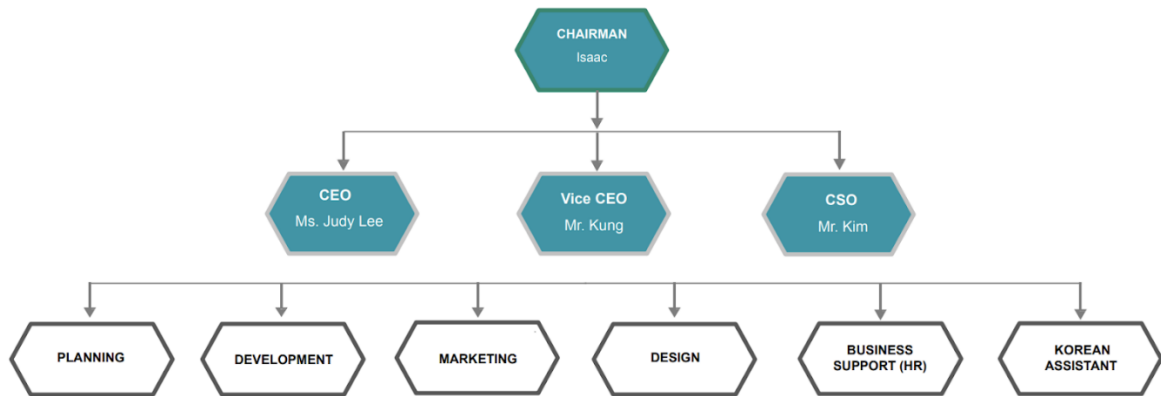 CHAIRMAN
Isaac
CEO
Ms. Judy Lee
Vice CEO
Mr. Kung
CSO
Mr. Kim
PLANNING
DEVELOPMENT
MARKETING
DESIGN
BUSINESS
SUPPORT (HR)
KOREAN
ASSISTANT